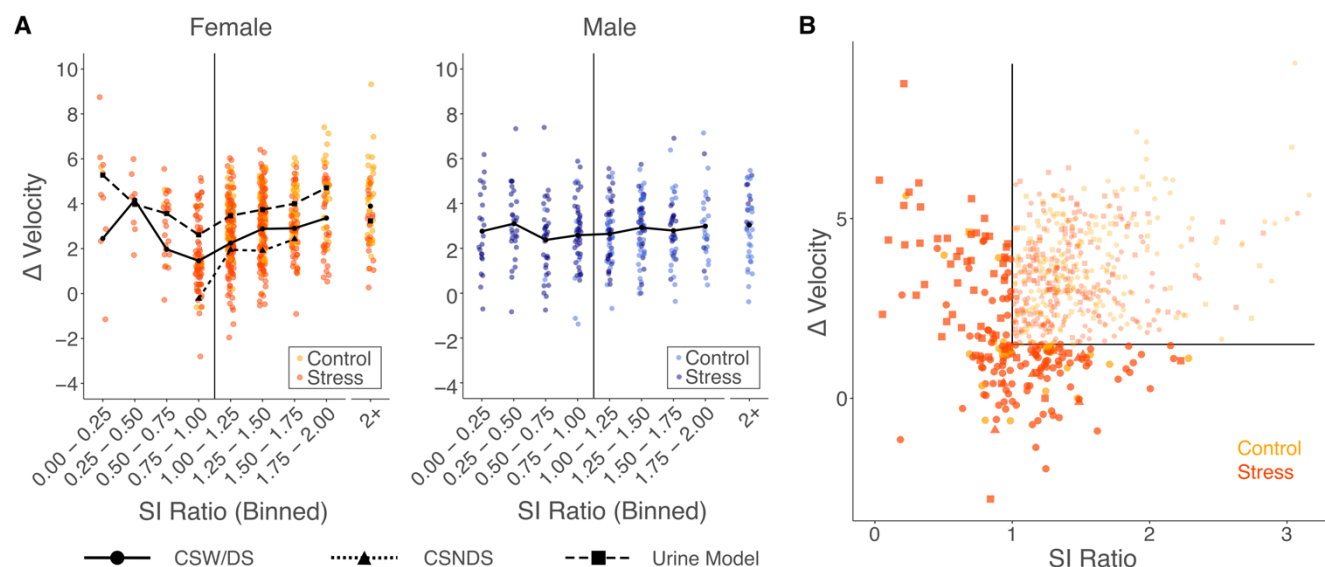 A
Female
Male
B
Δ Velocity
10
8
6
4
2
0
−2
−4
Control
Stress
0.00 – 0.25
0.25 – 0.50
0.50 – 0.75
0.75 – 1.00
1.00 – 1.25
1.25 – 1.50
1.50 – 1.75
1.75 – 2.00
2+
SI Ratio (Binned)
Δ Velocity
10
8
6
4
2
0
−2
−4
Control
Stress
0.00 – 0.25
0.25 – 0.50
0.50 – 0.75
0.75 – 1.00
1.00 – 1.25
1.25 – 1.50
1.50 – 1.75
1.75 – 2.00
2+
SI Ratio (Binned)
CSW/DS
CSNDS
Urine Model
Δ Velocity
5
0
Control
Stress
0 1 2 3
SI Ratio